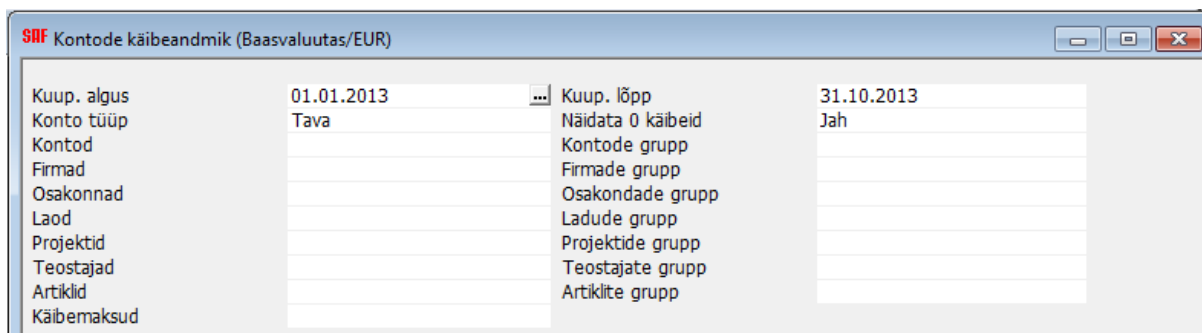 SAF Kontode käibeandmik (Baasvaluutas/EUR)
Kuup. algus 01.01.2013 ... Kuup. lõpp 31.10.2013
Konto tüüp Tava Näidata 0 käibeid Jah
Kontod Kontode grupp
Firmad Firmade grupp
Osakonnad Osakondade grupp
Laod Ladude grupp
Projektid Projektide grupp
Teostajad Teostajate grupp
Artiklid Artiklite grupp
Käibemaksud